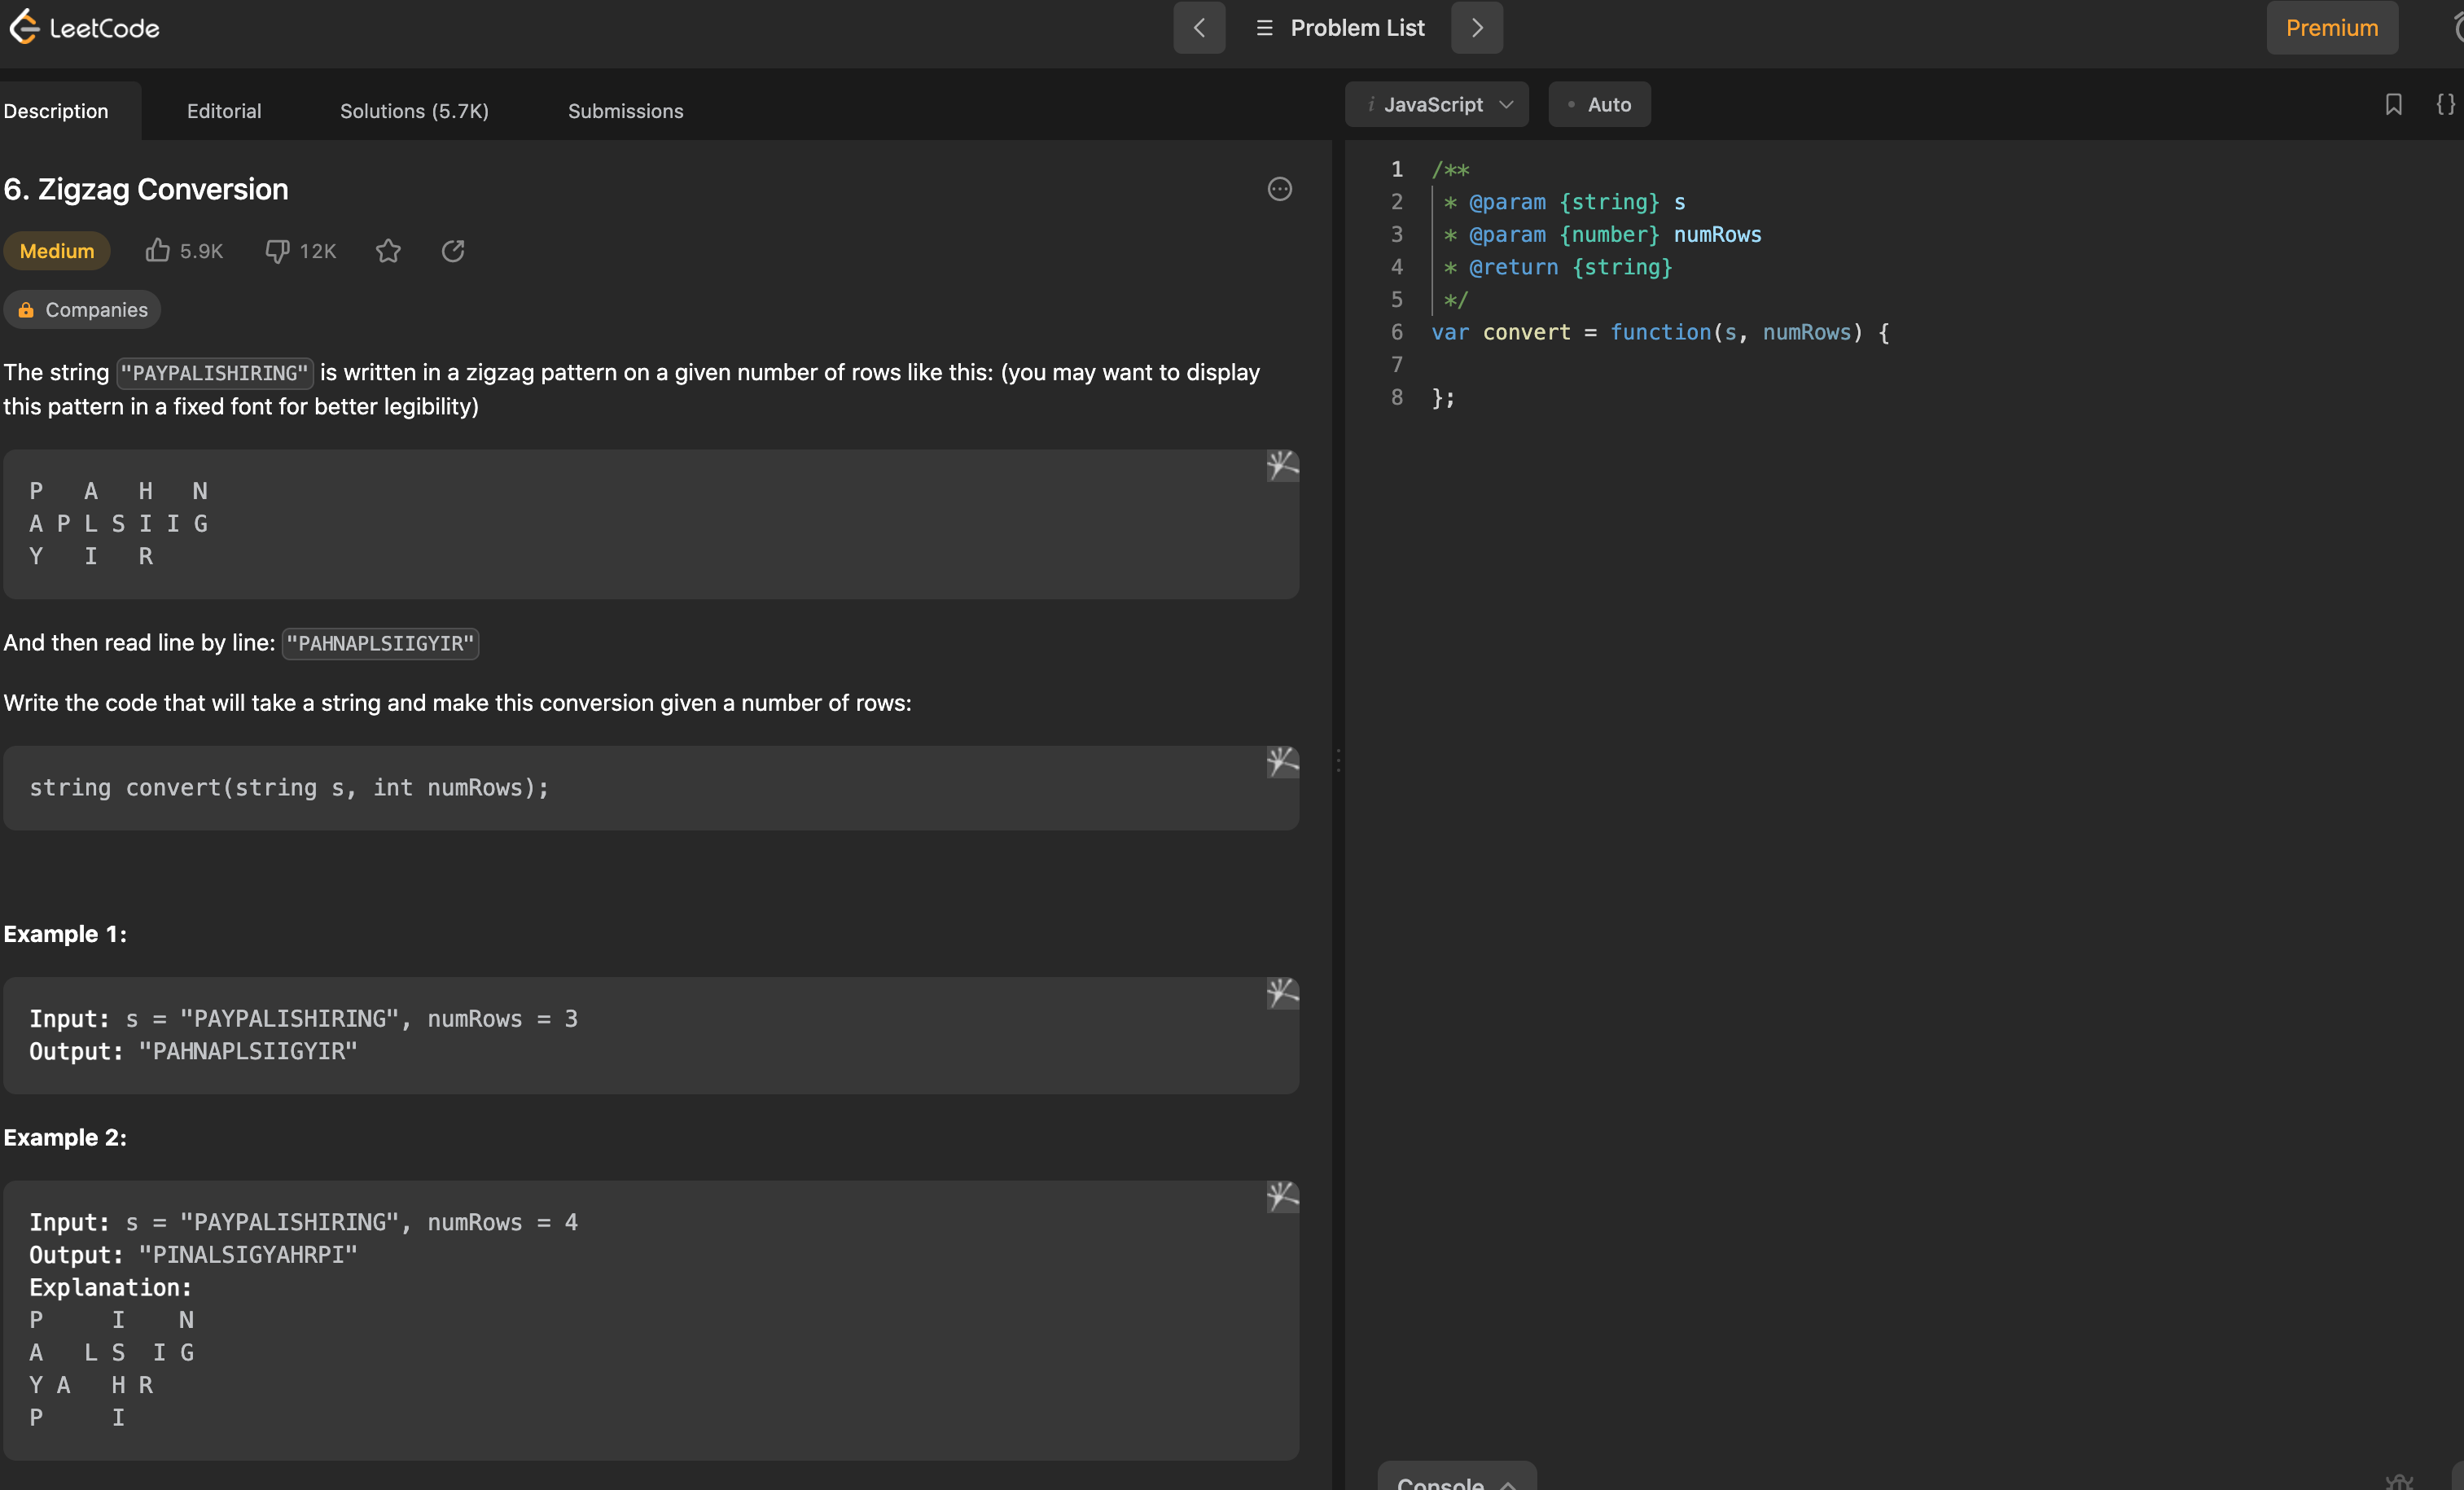 LeetCode
Problem List
Premium
Description Editorial Solutions (5.7K) Submissions
6. Zigzag Conversion
Medium 5.9K 12K
Companies
The string "PAYPALISHIRING" is written in a zigzag pattern on a given number of rows like this: (you may want to display
this pattern in a fixed font for better legibility)
P   A   H   N
A P L S I I G
Y   I   R
And then read line by line: "PAHNAPLSIIGYIR"
Write the code that will take a string and make this conversion given a number of rows:
string convert(string s, int numRows);
Example 1:
Input: s = "PAYPALISHIRING", numRows = 3
Output: "PAHNAPLSIIGYIR"
Example 2:
Input: s = "PAYPALISHIRING", numRows = 4
Output: "PINALSIGYAHRPI"
Explanation:
P     I    N
A   L S  I G
Y A   H R
P     I
i JavaScript • Auto {}
1 /**
2  * @param {string} s
3  * @param {number} numRows
4  * @return {string}
5  */
6 var convert = function(s, numRows) {
7
8 };
Console